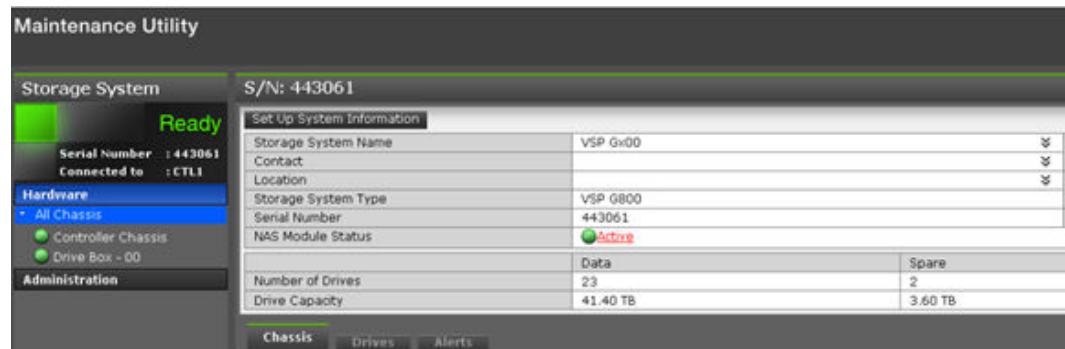 Maintenance Utility
Storage System
Ready
Serial Number : 443061
Connected to : CTL1
Hardware
All Chassis
Controller Chassis
Drive Box - 00
Administration
S/N: 443061
Set Up System Information
Storage System Name VSP Gx00
Contact
Location
Storage System Type VSP G800
Serial Number 443061
NAS Module Status Active
Data Spare
Number of Drives 23 2
Drive Capacity 41.40 TB 3.60 TB
Chassis Drives Alerts